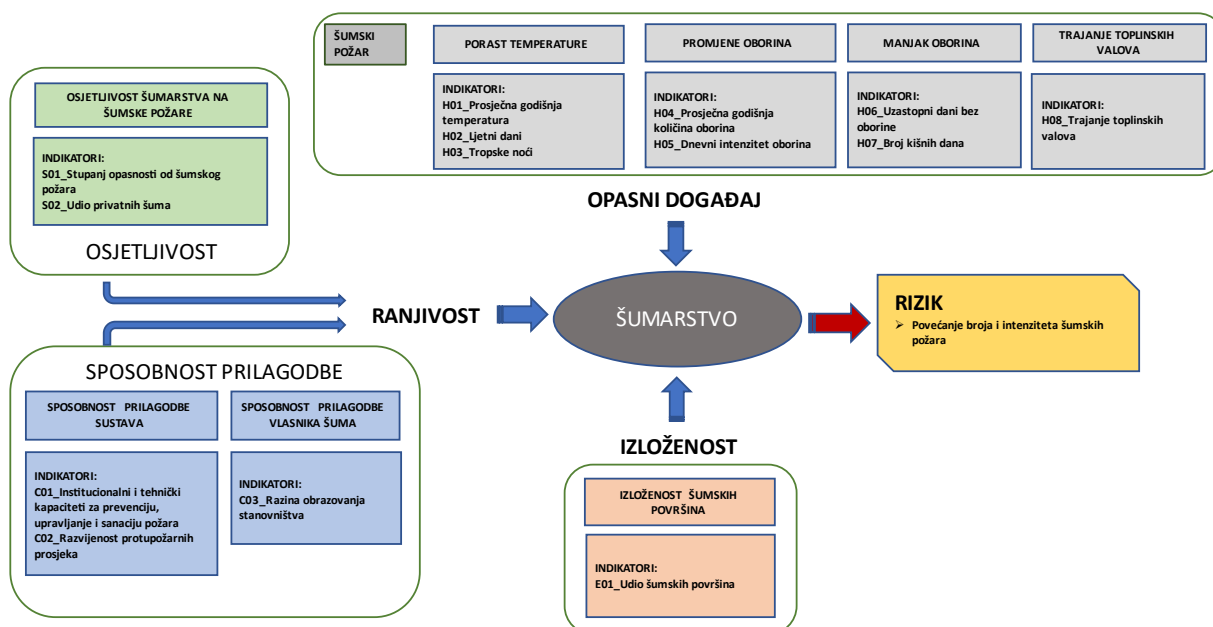 ŠUMSKI
POŽAR
PORAST TEMPERATURE
INDIKATORI:
H01_Prosječna godišnja
temperatura
H02_Ljetni dani
H03_Tropske noći
PROMJENE OBORINA
INDIKATORI:
H04_Prosječna godišnja
količina oborina
H05_Dnevni intenzitet oborina
MANJAK OBORINA
INDIKATORI:
H06_Uzastopni dani bez
oborine
H07_Broj kišnih dana
TRAJANJE TOPLINSKIH
VALOVA
INDIKATORI:
H08_Trajanje toplinskih
valova
OPASNI DOGAĐAJ
OSJETLJIVOST ŠUMARSTVA NA
ŠUMSKE POŽARE
INDIKATORI:
S01_Stupanj opasnosti od šumskog
požara
S02_Udio privatnih šuma
OSJETLJIVOST
RANJIVOST
ŠUMARSTVO
RIZIK
➢ Povećanje broja i intenziteta šumskih
požara
SPOSOBNOST PRILAGODBE
SPOSOBNOST PRILAGODBE
SUSTAVA
INDIKATORI:
C01_Institucionalni i tehnički
kapaciteti za prevenciju,
upravljanje i sanaciju požara
C02_Razvijenost protupožarnih
prosjeka
SPOSOBNOST PRILAGODBE
VLASNIKA ŠUMA
INDIKATORI:
C03_Razina obrazovanja
stanovništva
IZLOŽENOST
IZLOŽENOST ŠUMSKIH
POVRŠINA
INDIKATORI:
E01_Udio šumskih površina